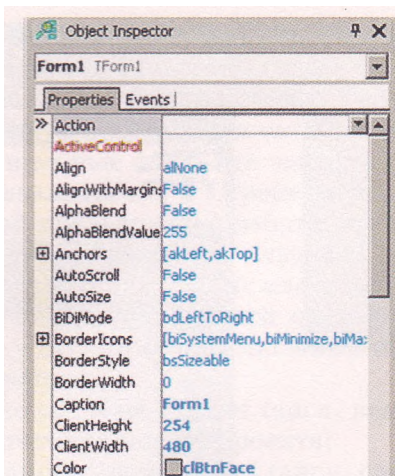 Object Inspector
Form1 TForm1
Properties Events
» Action
ActiveControl
Align alNone
AlignWithMargins False
AlphaBlend False
AlphaBlendValue 255
Anchors [akLeft,akTop]
AutoScroll False
AutoSize False
BiDiMode bdLeftToRight
BorderIcons [biSystemMenu,biMinimize,biMa
BorderStyle bsSizeable
BorderWidth 0
Caption Form1
ClientHeight 254
ClientWidth 480
Color clBtnFace